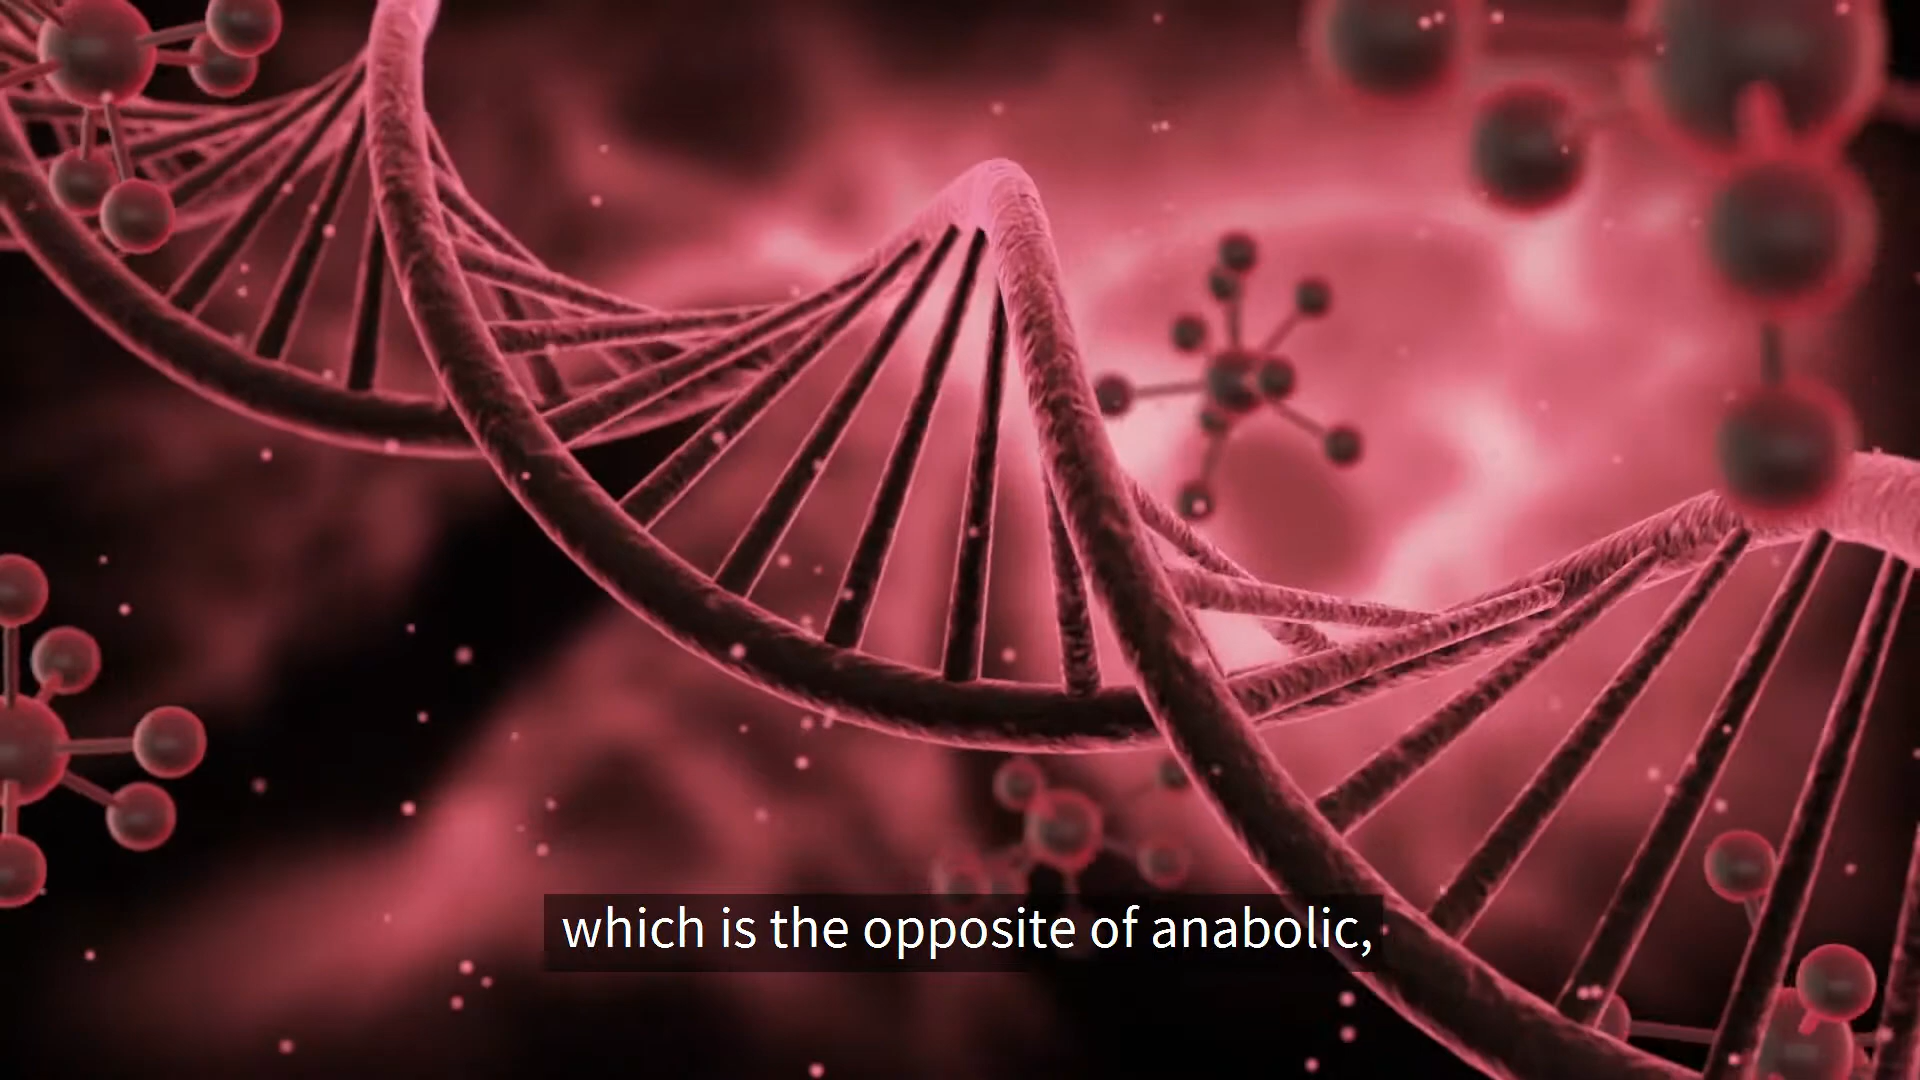 which is the opposite of anabolic,